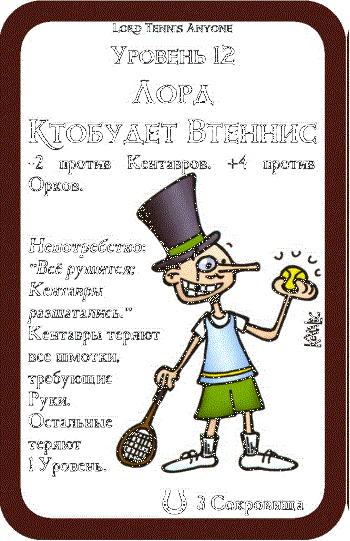 Lord Tennis Anyone
Уровень 12
Лорд
Ктобудет Втеннис
-2 против Кентавров. +4 против
Орков.
Непотребство:
"Всё рушится;
Кентавры
расшатались."
Кентавры теряют
все шмотки,
требующие
Руки.
Остальные
теряют
1 Уровень.
3 Сокровища